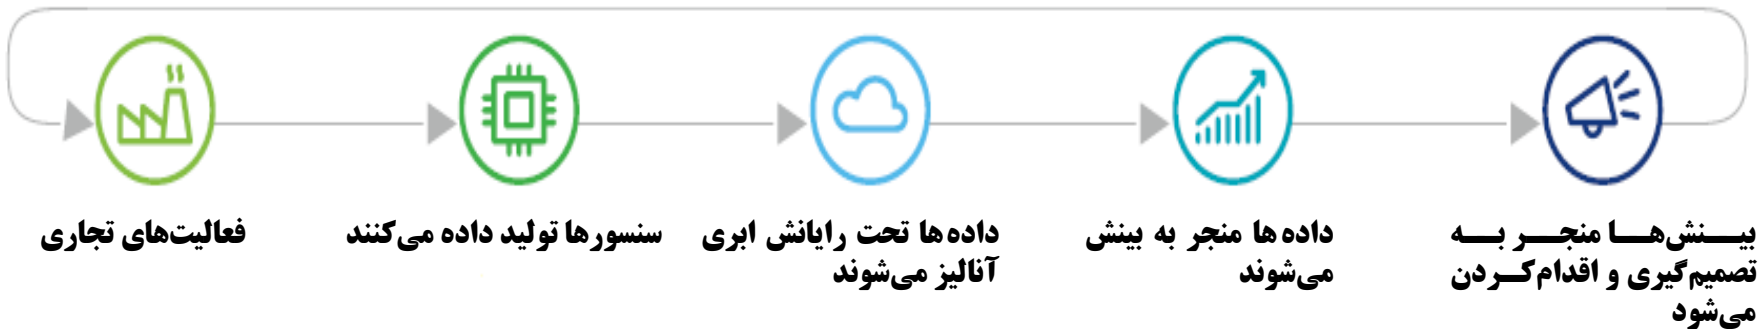 فعالیت‌های تجاری
سنسورها تولید داده می‌کنند
داده‌ها تحت رایانش ابری
آنالیز می‌شوند
داده‌ها منجر به بینش
می‌شوند
بینش‌ها منجر به
تصمیم‌گیری و اقدام‌کردن
می‌شود